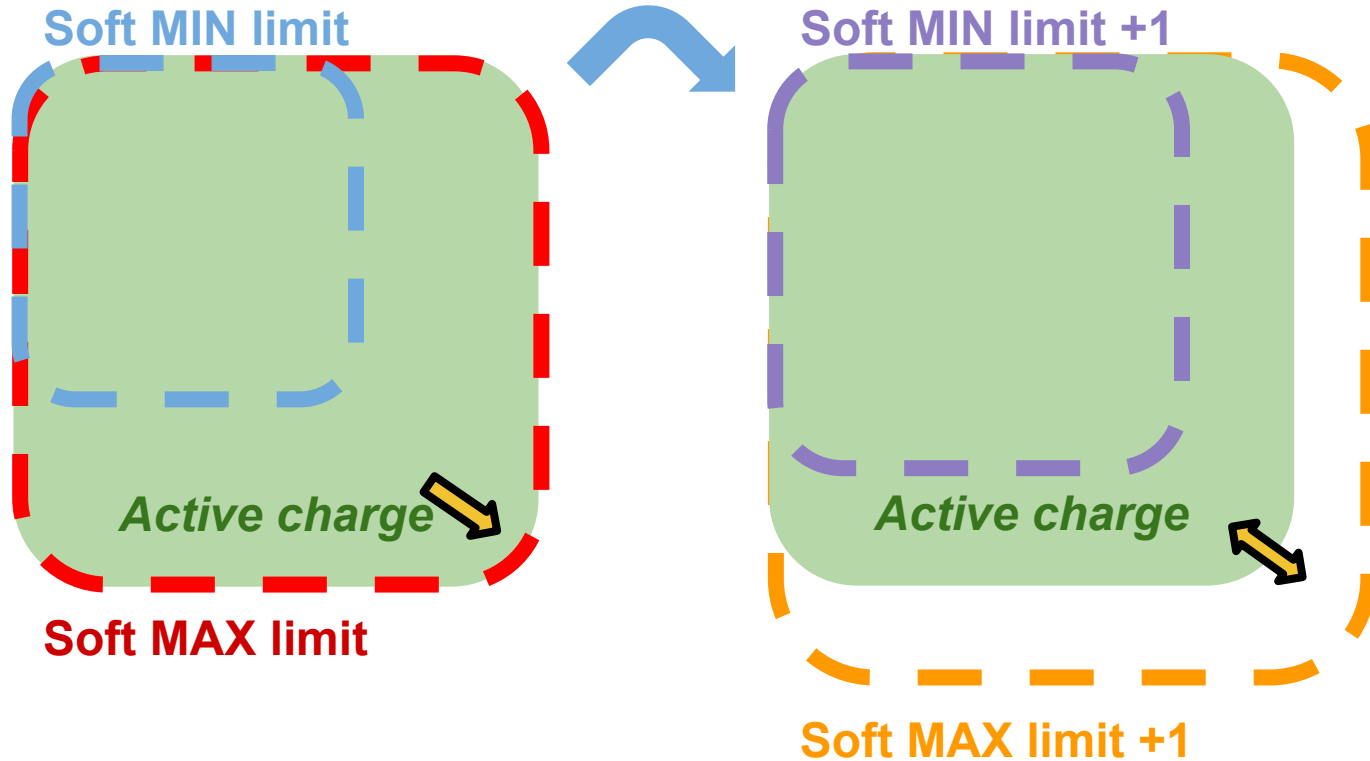 Soft MIN limit
Active charge
Soft MAX limit
Soft MIN limit +1
Active charge
Soft MAX limit +1